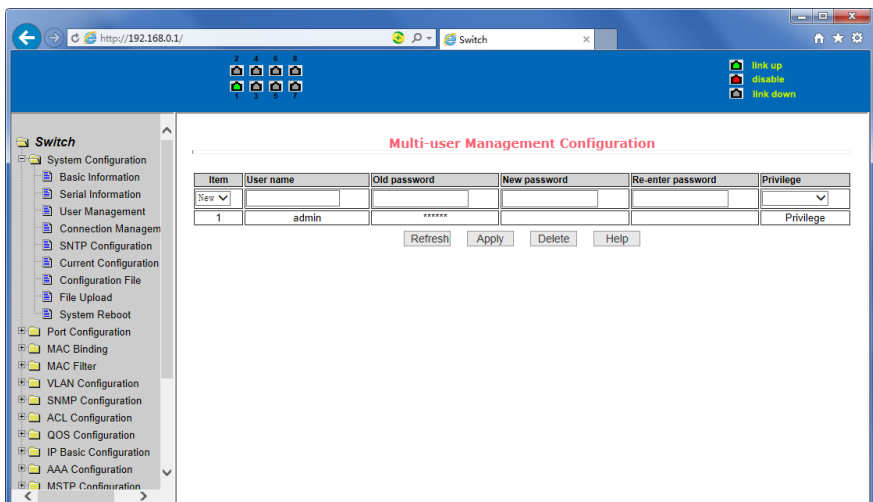 http://192.168.0.1/
Switch
2 4 6 8
1 3 5 7
link up
disable
link down
Switch
System Configuration
Basic Information
Serial Information
User Management
Connection Managem
SNTP Configuration
Current Configuration
Configuration File
File Upload
System Reboot
Port Configuration
MAC Binding
MAC Filter
VLAN Configuration
SNMP Configuration
ACL Configuration
QOS Configuration
IP Basic Configuration
AAA Configuration
MSTP Configuration
Multi-user Management Configuration
Item User name Old password New password Re-enter password Privilege
New
1 admin ****** Privilege
Refresh Apply Delete Help